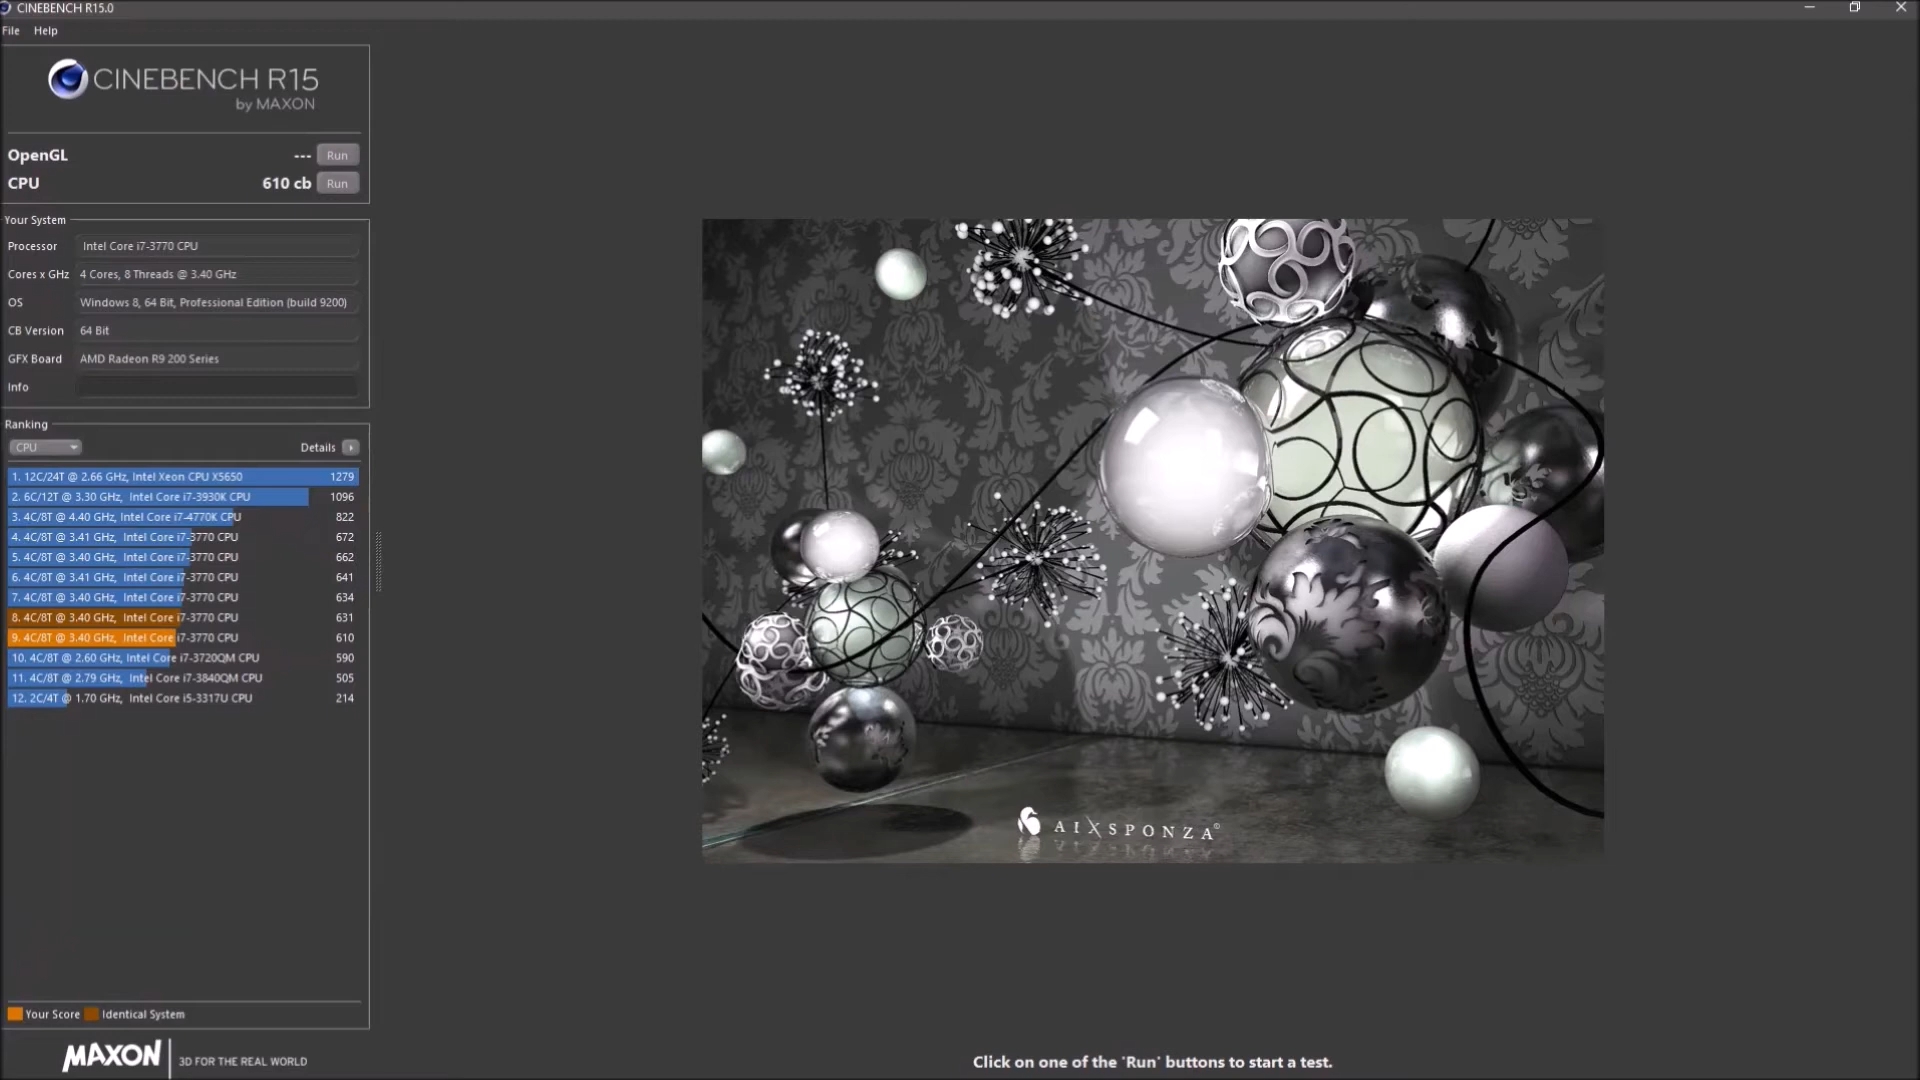 CINEBENCH R15.0
File Help
CINEBENCH R15
by MAXON
OpenGL --- Run
CPU 610 cb Run
Your System
Processor Intel Core i7-3770 CPU
Cores x GHz 4 Cores, 8 Threads @ 3.40 GHz
OS Windows 8, 64 Bit, Professional Edition (build 9200)
CB Version 64 Bit
GFX Board AMD Radeon R9 200 Series
Info
Ranking
CPU Details
1. 12C/24T @ 2.66 GHz, Intel Xeon CPU X5650 1279
2. 6C/12T @ 3.30 GHz, Intel Core i7-3930K CPU 1096
3. 4C/8T @ 4.40 GHz, Intel Core i7-4770K CPU 822
4. 4C/8T @ 3.41 GHz, Intel Core i7-3770 CPU 672
5. 4C/8T @ 3.40 GHz, Intel Core i7-3770 CPU 662
6. 4C/8T @ 3.41 GHz, Intel Core i7-3770 CPU 641
7. 4C/8T @ 3.40 GHz, Intel Core i7-3770 CPU 634
8. 4C/8T @ 3.40 GHz, Intel Core i7-3770 CPU 631
9. 4C/8T @ 3.40 GHz, Intel Core i7-3770 CPU 610
10. 4C/8T @ 2.60 GHz, Intel Core i7-3720QM CPU 590
11. 4C/8T @ 2.79 GHz, Intel Core i7-3840QM CPU 505
12. 2C/4T @ 1.70 GHz, Intel Core i5-3317U CPU 214
AIXSPONZA®
Your Score Identical System
MAXON 3D FOR THE REAL WORLD
Click on one of the 'Run' buttons to start a test.